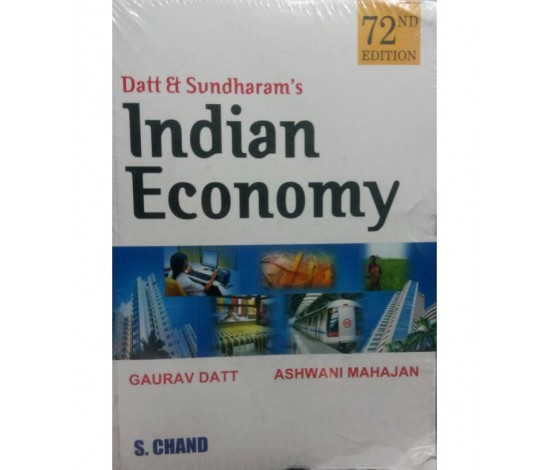 72ND
EDITION
Datt & Sundharam's
Indian
Economy
GAURAV DATT ASHWANI MAHAJAN
S. CHAND